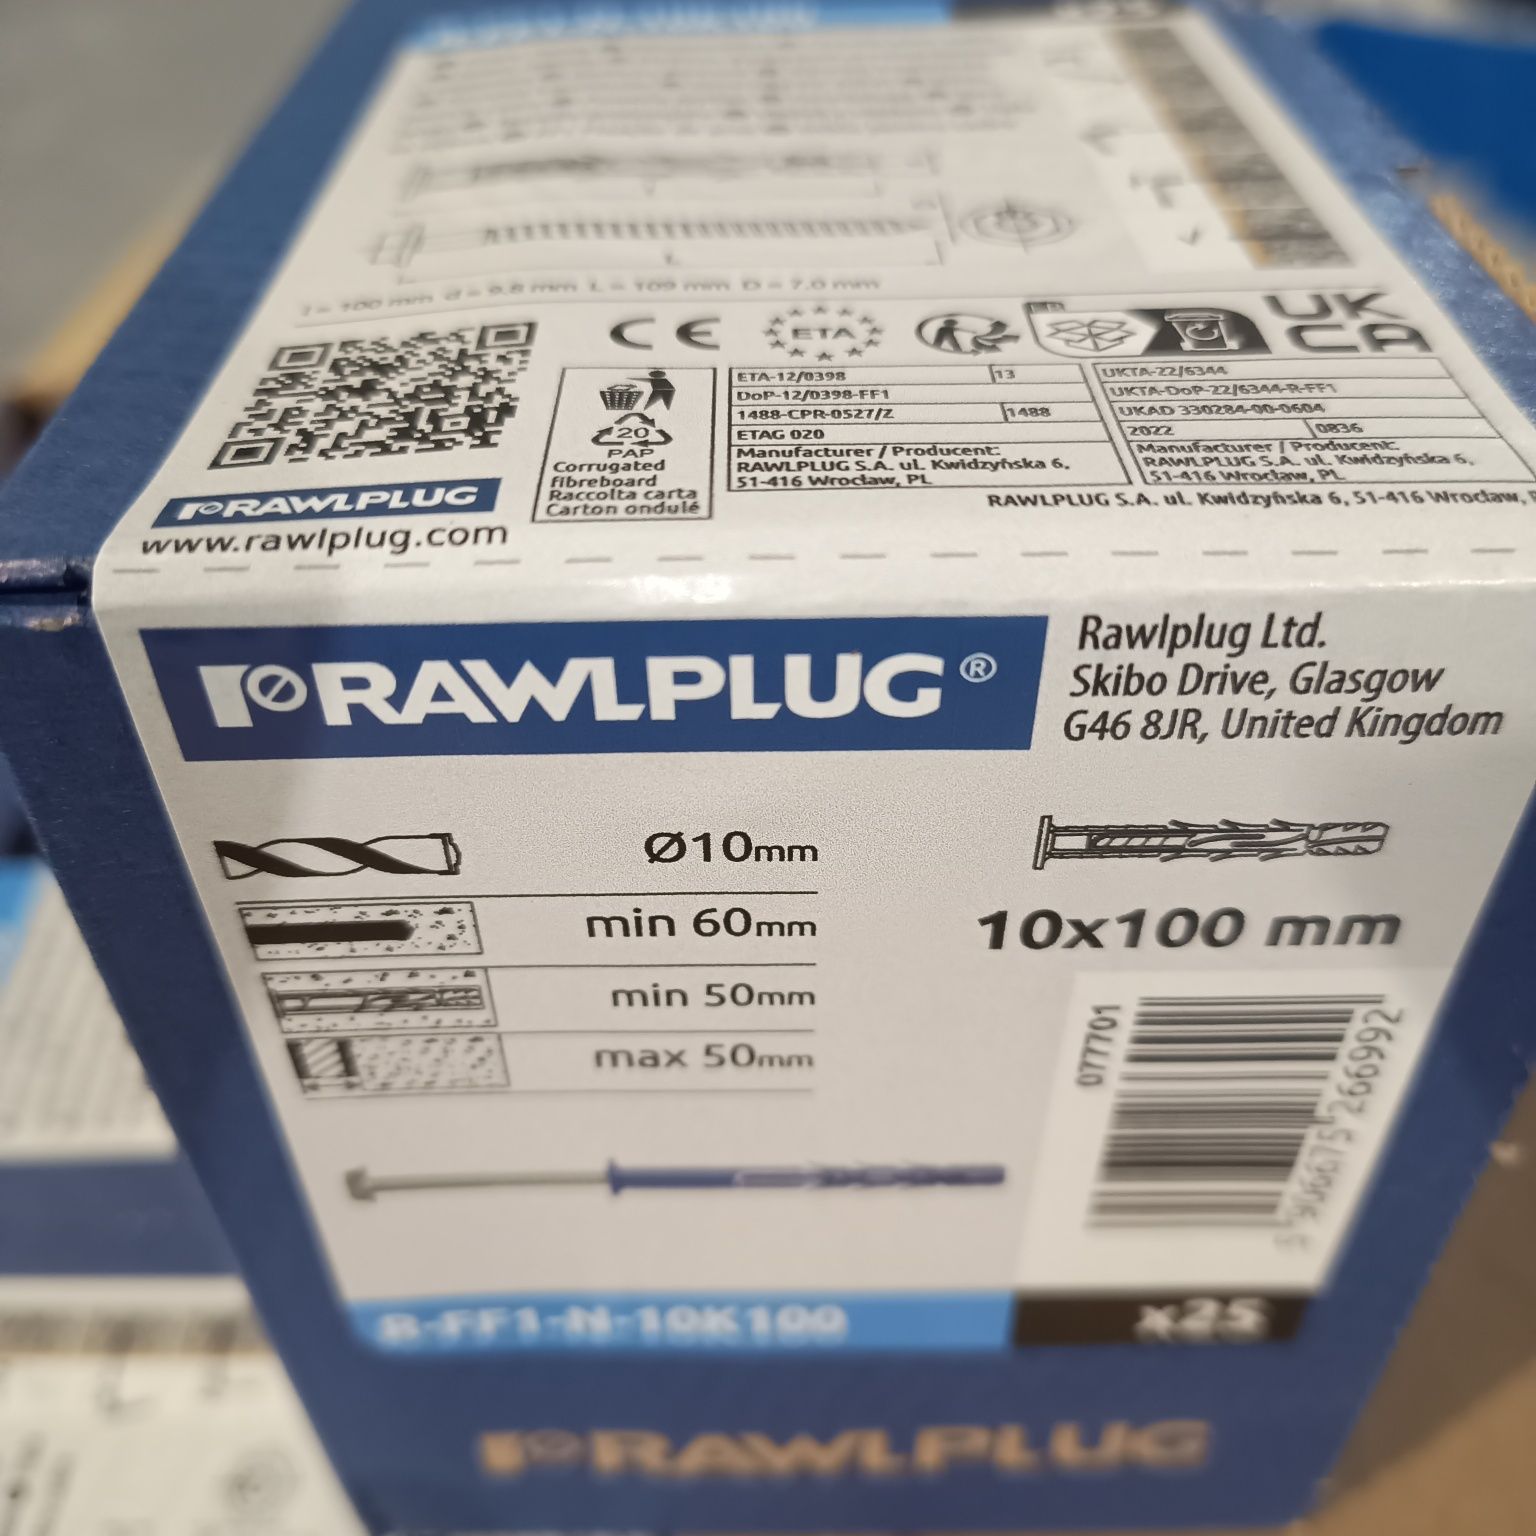 l = 100 mm d = 9.8 mm L = 109 mm D = 7.0 mm
CE
ETA
FR
UK
CA
20
PAP
Corrugated
fibreboard
Raccolta carta
Carton ondulé
ETA-12/0398 13
DoP-12/0398-FF1
1488-CPR-0527/Z 1488
ETAG 020
Manufacturer / Producent:
RAWLPLUG S.A. ul. Kwidzyńska 6,
51-416 Wrocław, PL
UKTA-22/6344
UKTA-DoP-22/6344-R-FF1
UKAD 330284-00-0604
2022 0836
Manufacturer / Producent:
RAWLPLUG S.A. ul. Kwidzyńska 6,
51-416 Wrocław, PL
RAWLPLUG S.A. ul. Kwidzyńska 6, 51-416 Wrocław,
RAWLPLUG
www.rawlplug.com
RAWLPLUG®
Rawlplug Ltd.
Skibo Drive, Glasgow
G46 8JR, United Kingdom
Ø10mm
min 60mm
min 50mm
max 50mm
10x100 mm
077701
5906675266992
R-FF1-N-10K100
x25
RAWLPLUG